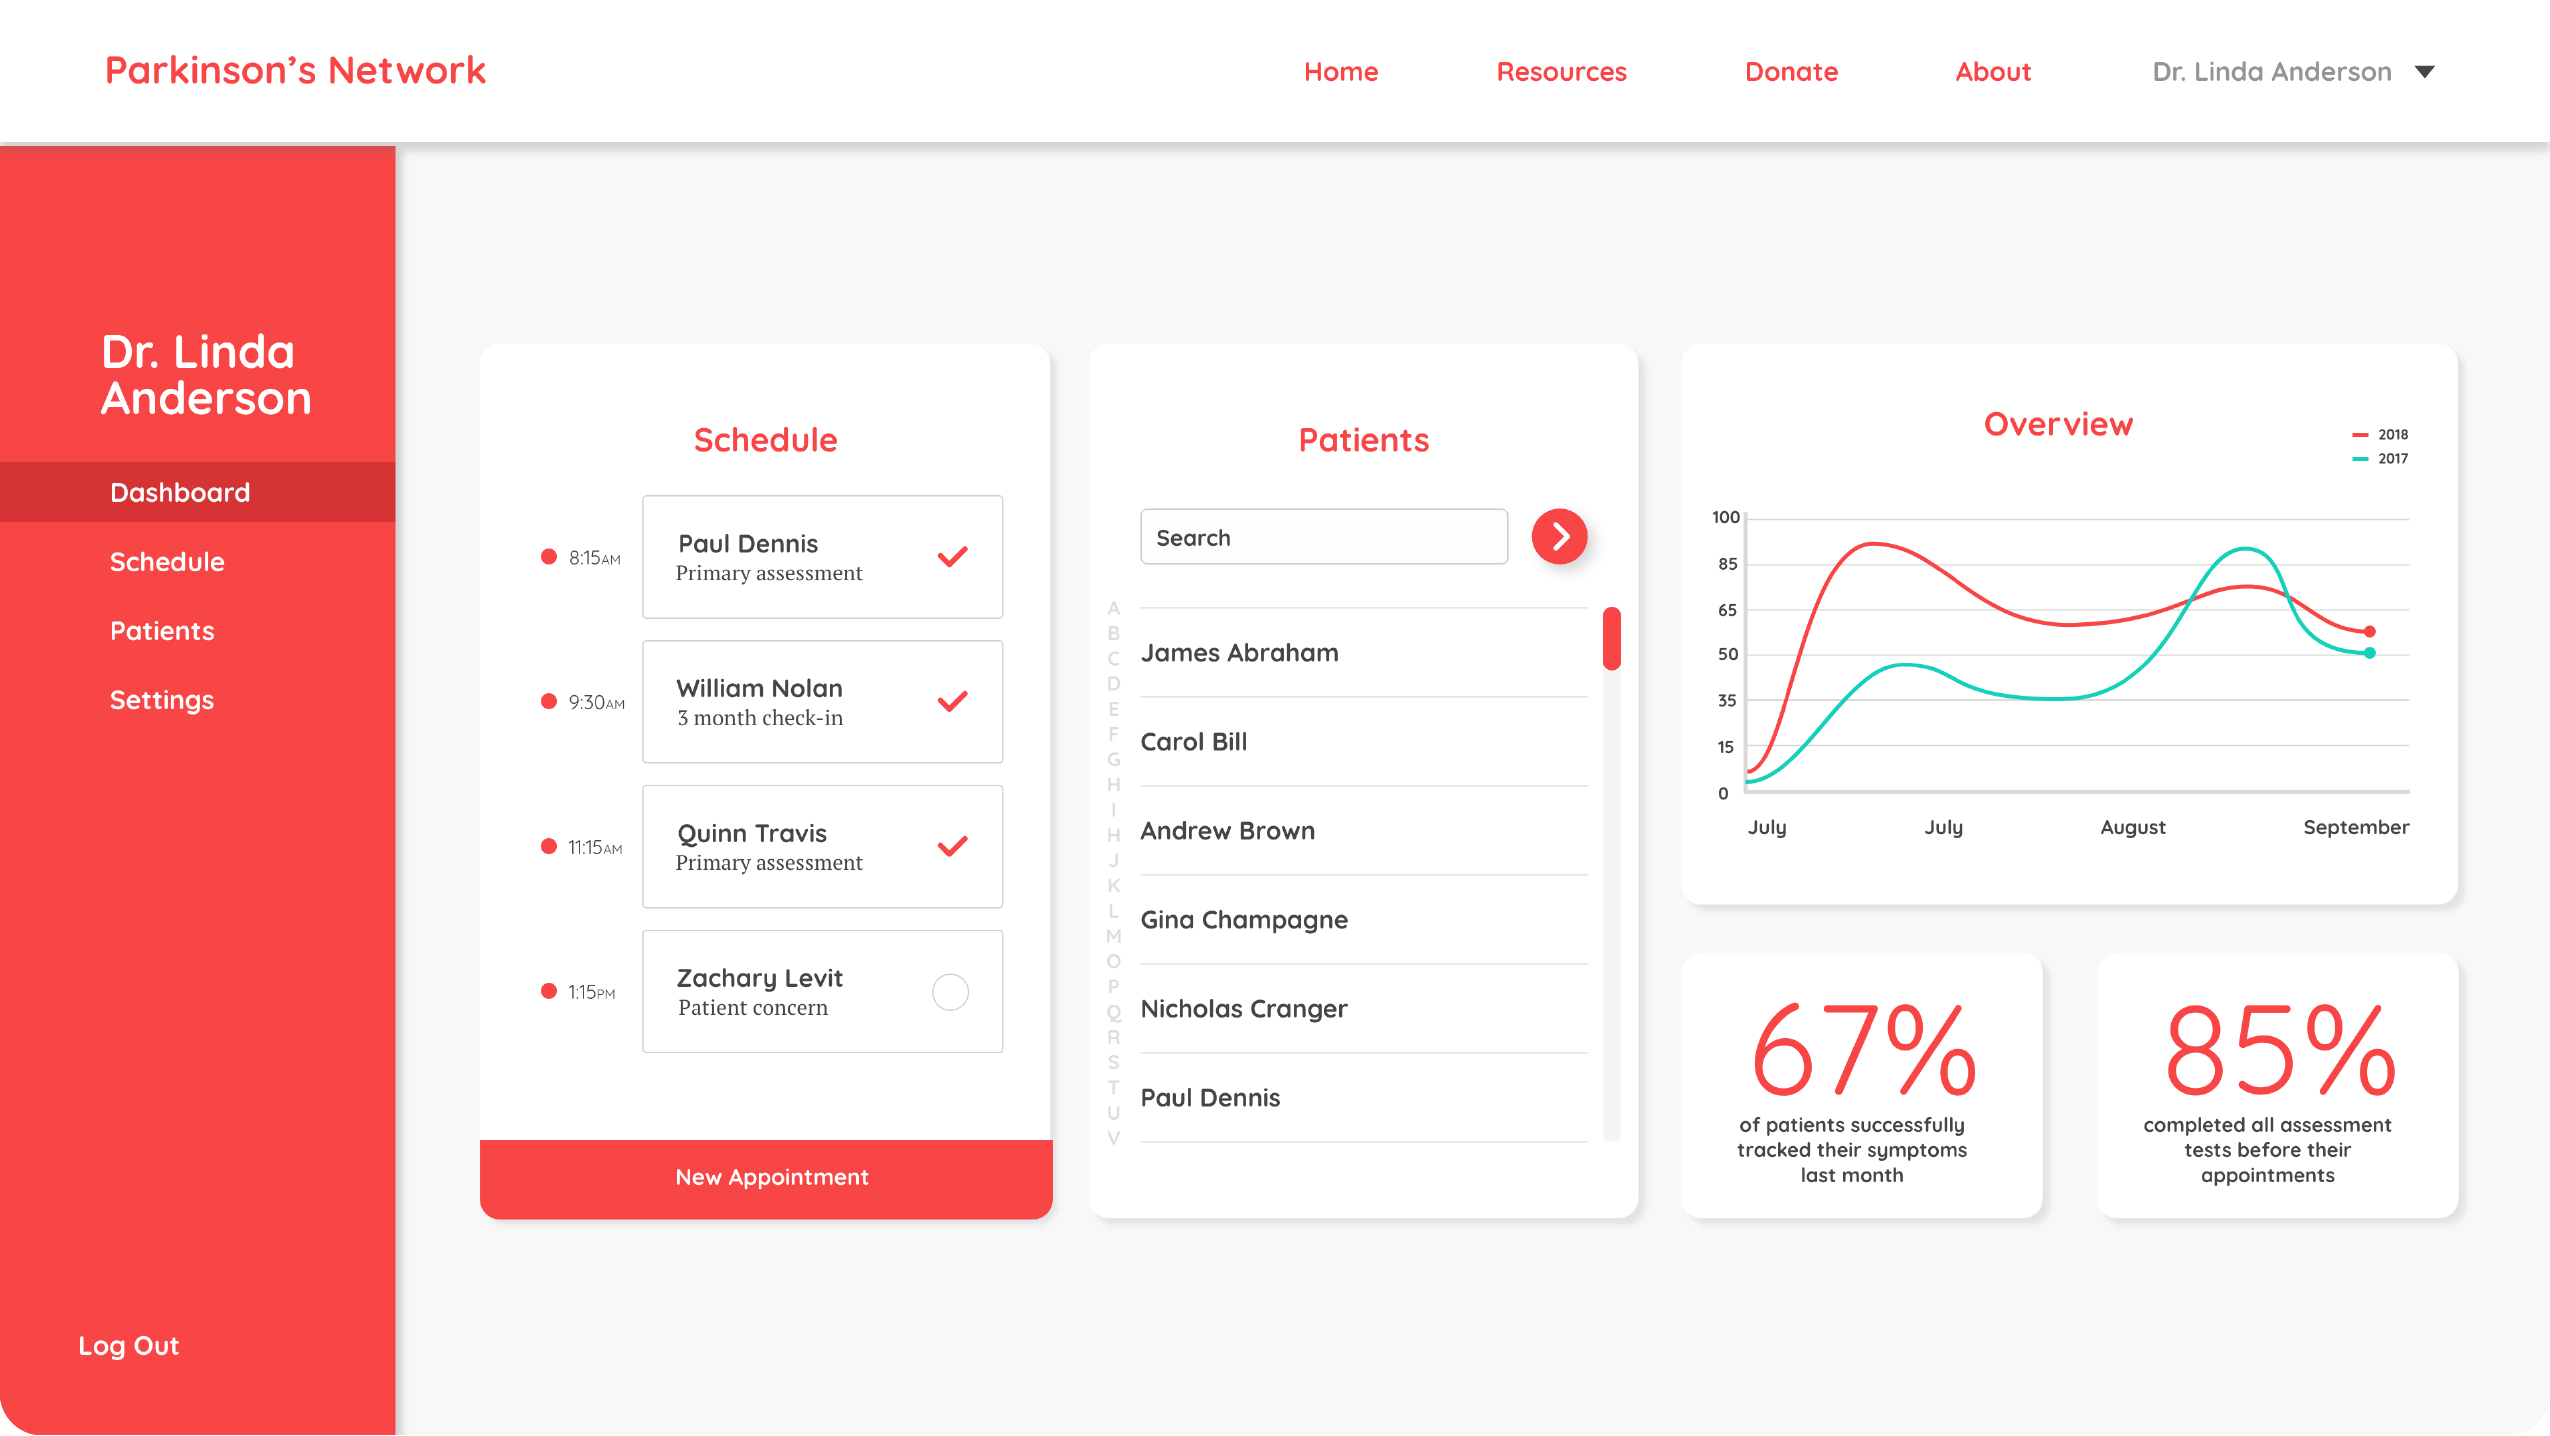 Parkinson’s Network
Home
Resources
Donate
About
Dr. Linda Anderson
Dr. Linda
Anderson
Dashboard
Schedule
Patients
Settings
Log Out
Schedule
8:15AM
Paul Dennis
Primary assessment
9:30AM
William Nolan
3 month check-in
11:15AM
Quinn Travis
Primary assessment
1:15PM
Zachary Levit
Patient concern
New Appointment
Patients
Search
A
B
C
D
E
F
G
H
I
H
J
K
L
M
O
P
Q
R
S
T
U
V
James Abraham
Carol Bill
Andrew Brown
Gina Champagne
Nicholas Cranger
Paul Dennis
Overview
2018
2017
100
85
65
50
35
15
0
July
July
August
September
67%
of patients successfully
tracked their symptoms
last month
85%
completed all assessment
tests before their
appointments